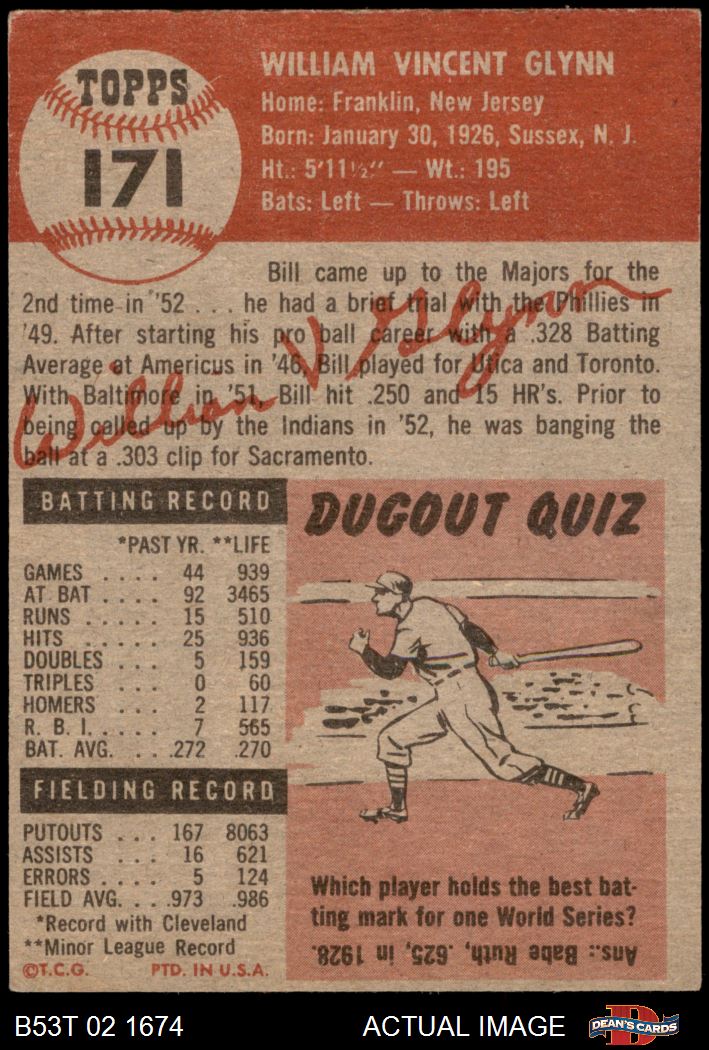 TOPPS
171
WILLIAM VINCENT GLYNN
Home: Franklin, New Jersey
Born: January 30, 1926, Sussex, N. J.
Ht.: 5'11½" — Wt.: 195
Bats: Left — Throws: Left
Bill came up to the Majors for the
2nd time in '52 . . . he had a brief trial with the Phillies in
'49. After starting his pro ball career with a .328 Batting
Average at Americus in '46, Bill played for Utica and Toronto.
With Baltimore in '51, Bill hit .250 and 15 HR's. Prior to
being called up by the Indians in '52, he was banging the
ball at a .303 clip for Sacramento.
William V Glynn
BATTING RECORD
*PAST YR. **LIFE
GAMES . . . . 44 939
AT BAT . . . . 92 3465
RUNS . . . . . 15 510
HITS . . . . . 25 936
DOUBLES . . . 5 159
TRIPLES . . . 0 60
HOMERS . . . 2 117
R. B. I. . . . . 7 565
BAT. AVG. . . .272 .270
FIELDING RECORD
PUTOUTS . . . 167 8063
ASSISTS . . . 16 621
ERRORS . . . . 5 124
FIELD AVG. . . .973 .986
*Record with Cleveland
**Minor League Record
©T.C.G. PTD. IN U.S.A.
DUGOUT QUIZ
Which player holds the best bat-
ting mark for one World Series?
Ans.: Babe Ruth, .625, in 1928.
B53T 02 1674
ACTUAL IMAGE
D
DEAN'S CARDS